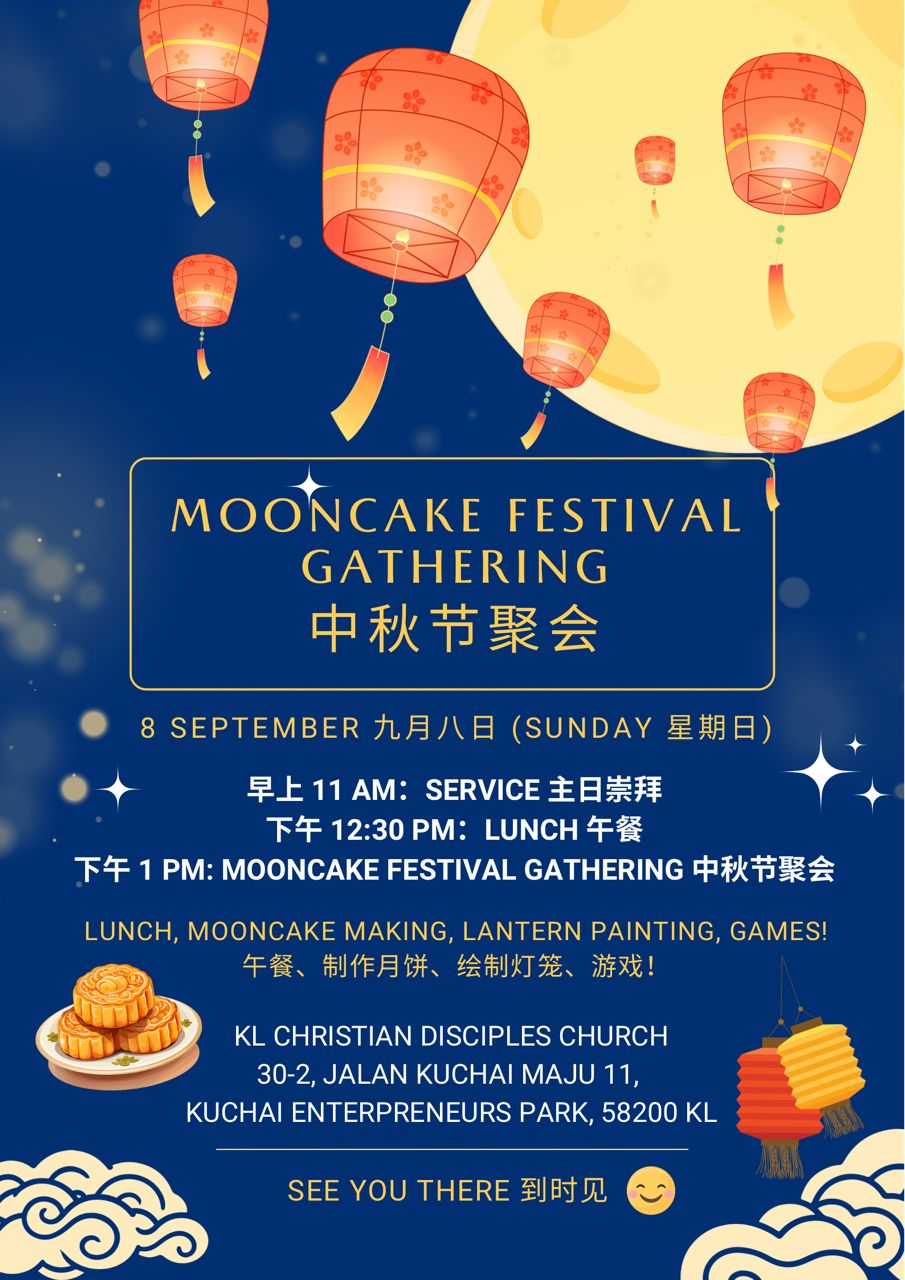 MOONCAKE FESTIVAL
GATHERING
中秋节聚会
8 SEPTEMBER 九月八日 (SUNDAY 星期日)
早上 11 AM：SERVICE 主日崇拜
下午 12:30 PM：LUNCH 午餐
下午 1 PM: MOONCAKE FESTIVAL GATHERING 中秋节聚会
LUNCH, MOONCAKE MAKING, LANTERN PAINTING, GAMES!
午餐、制作月饼、绘制灯笼、游戏！
KL CHRISTIAN DISCIPLES CHURCH
30-2, JALAN KUCHAI MAJU 11,
KUCHAI ENTERPRENEURS PARK, 58200 KL
SEE YOU THERE 到时见 😊